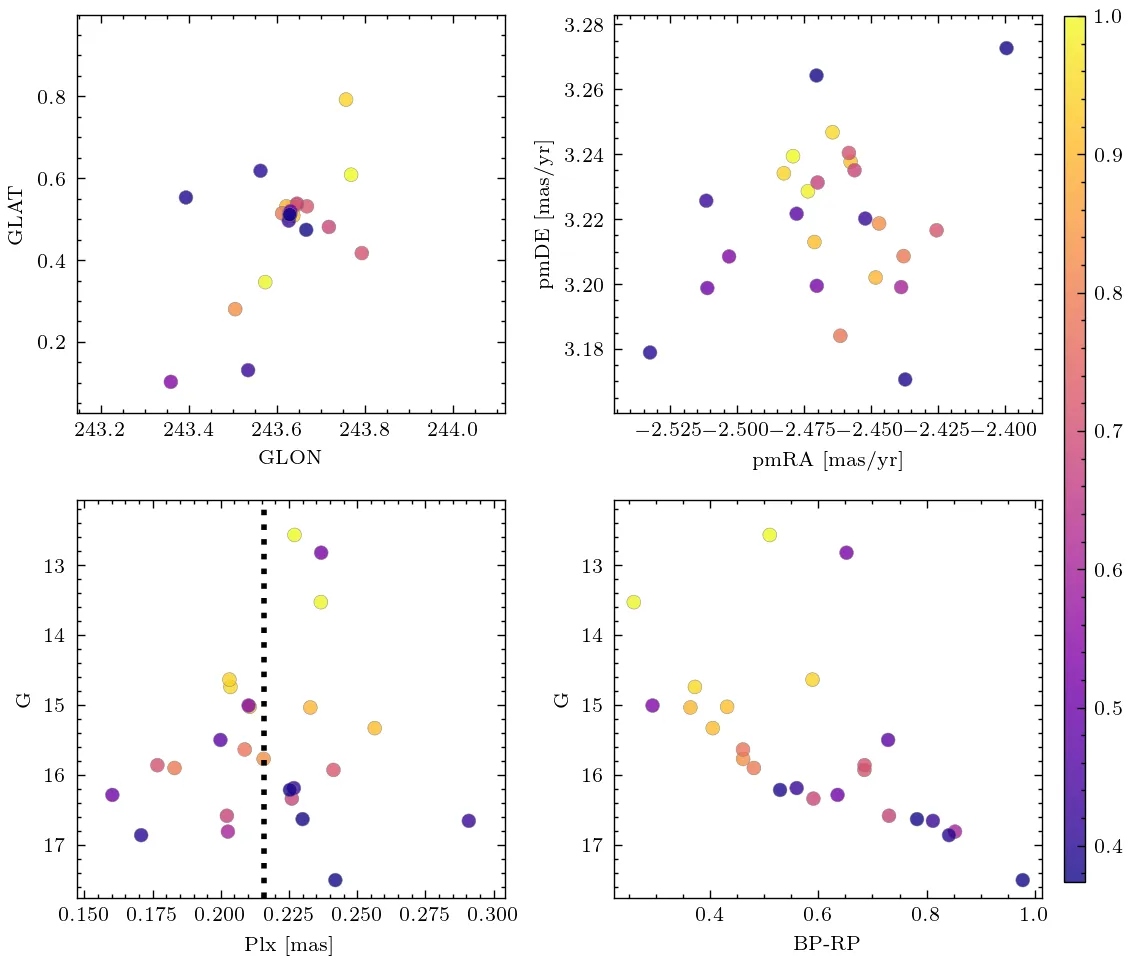 0.8
0.6
0.4
0.2
GLAT
243.2 243.4 243.6 243.8 244.0
GLON
3.28
3.26
3.24
3.22
3.20
3.18
pmDE [mas/yr]
−2.525 −2.500 −2.475 −2.450 −2.425 −2.400
pmRA [mas/yr]
1.0
0.9
0.8
0.7
0.6
0.5
0.4
13
14
15
16
17
G
0.150 0.175 0.200 0.225 0.250 0.275 0.300
Plx [mas]
13
14
15
16
17
G
0.4 0.6 0.8 1.0
BP-RP